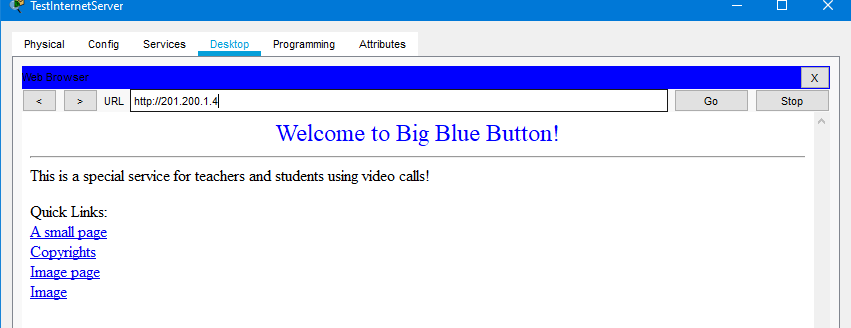 TestInternetServer
Physical Config Services Desktop Programming Attributes
Web Browser X
< > URL http://201.200.1.4 Go Stop
Welcome to Big Blue Button!
This is a special service for teachers and students using video calls!
Quick Links:
A small page
Copyrights
Image page
Image